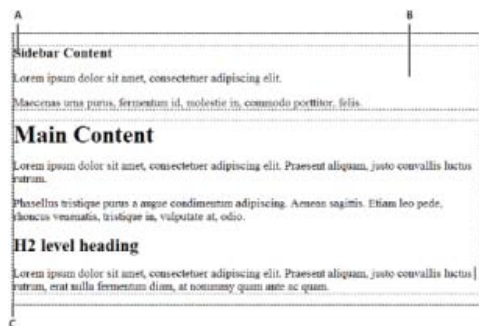 A B
Sidebar Content
Lorem ipsum dolor sit amet, consectetuer adipiscing elit.
Maecenas urna purus, fermentum id, molestie in, commodo porttitor, felis.
Main Content
Lorem ipsum dolor sit amet, consectetuer adipiscing elit. Praesent aliquam, justo convallis luctus
rutrum.
Phasellus tristique purus a augue condimentum adipiscing. Aenean sagittis. Etiam leo pede,
rhoncus venenatis, tristique in, vulputate at, odio.
H2 level heading
Lorem ipsum dolor sit amet, consectetuer adipiscing elit. Praesent aliquam, justo convallis luctus
rutrum, erat nulla fermentum diam, at nonummy quam ante ac quam.
C